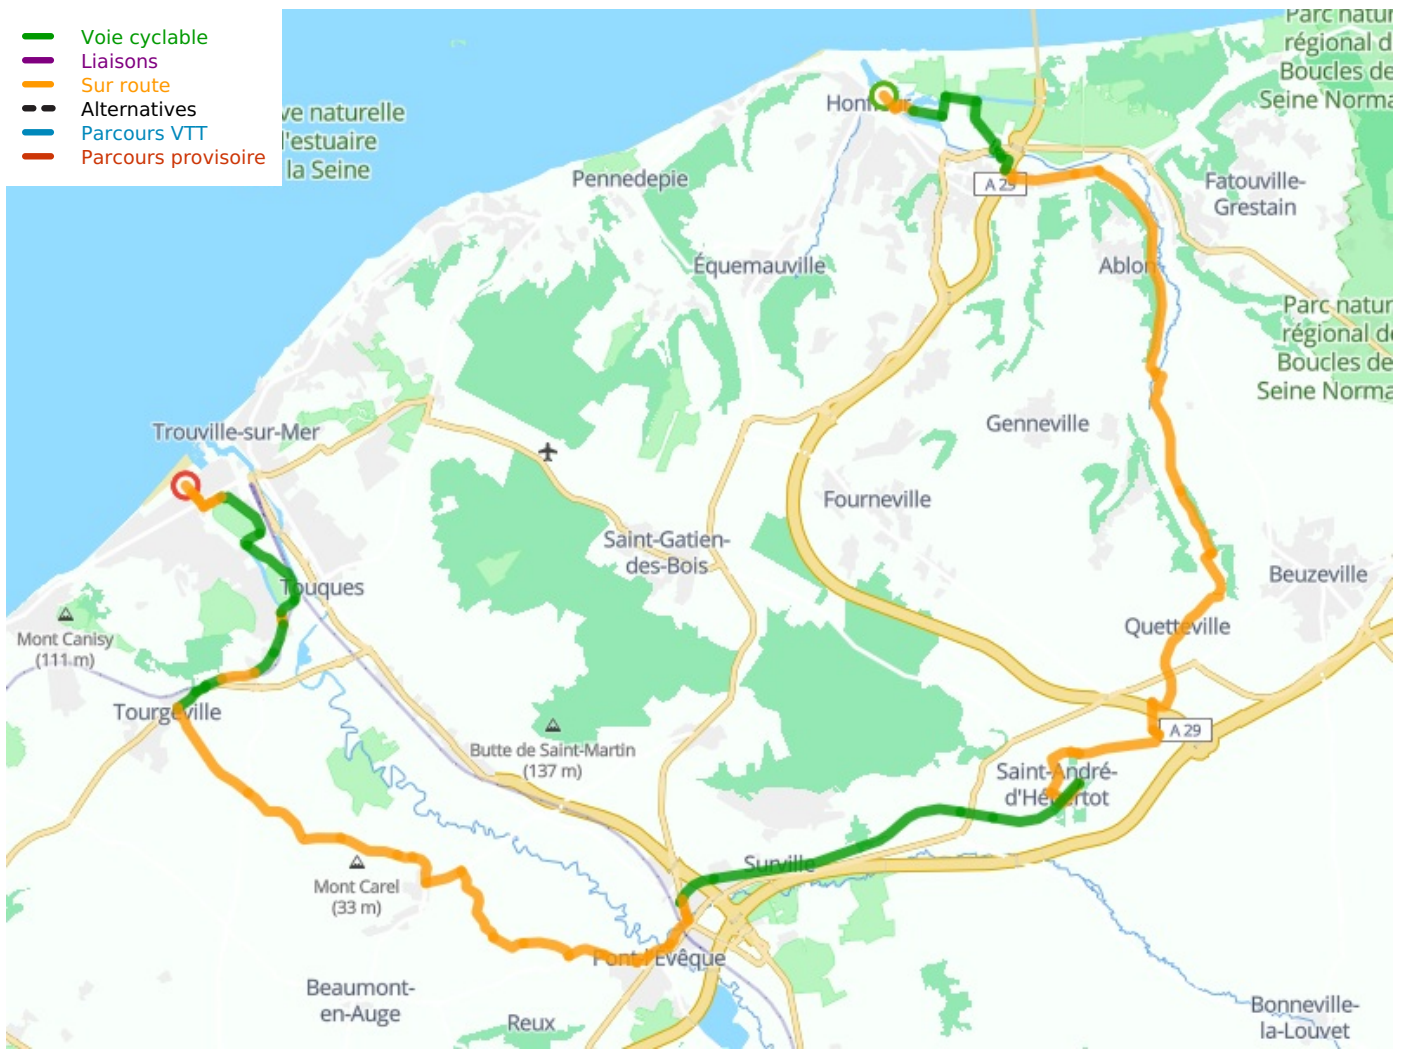 Voie cyclable
Liaisons
Sur route
Alternatives
Parcours VTT
Parcours provisoire
ve naturelle
l'estuaire
la Seine
Parc natur
régional d
Boucles de
Seine Norma
Honfleur
Pennedepie
A 29
Fatouville-
Grestain
Équemauville
Ablon
Parc natur
régional de
Boucles de
Seine Norma
Trouville-sur-Mer
Genneville
Fourneville
Saint-Gatien-
des-Bois
Touques
Beuzeville
Mont Canisy
(111 m)
Quetteville
Tourgéville
A 29
Butte de Saint-Martin
(137 m)
Saint-André-
d'Hébertot
Surville
Mont Carel
(33 m)
Pont-l'Évêque
Beaumont-
en-Auge
Reux
Bonneville-
la-Louvet